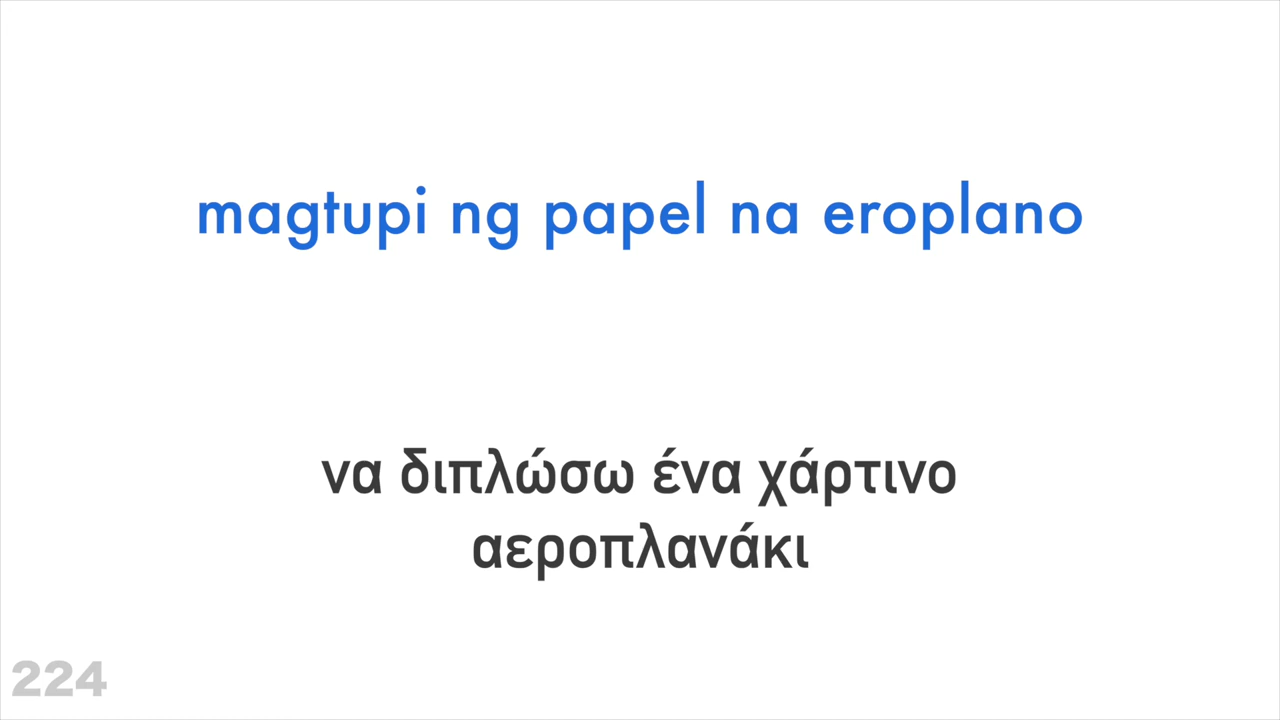 magtupi ng papel na eroplano
να διπλώσω ένα χάρτινο
αεροπλανάκι
224